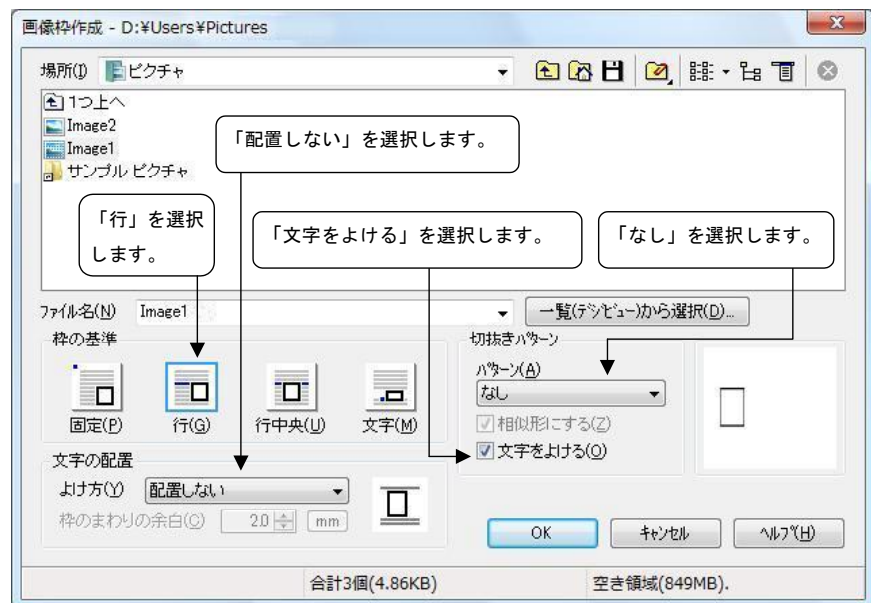 画像枠作成 - D:¥Users¥Pictures
場所(I) ピクチャ
1つ上へ
Image2
Image1
サンプル ピクチャ
「配置しない」を選択します。
「行」を選択
します。
「文字をよける」を選択します。
「なし」を選択します。
ファイル名(N) Image1
一覧(デジビュー)から選択(D)...
枠の基準
固定(P) 行(G) 行中央(U) 文字(M)
切抜きパターン
パターン(A)
なし
相似形にする(Z)
文字をよける(O)
文字の配置
よけ方(Y) 配置しない
枠のまわりの余白(C) 2.0 mm
OK キャンセル ヘルプ(H)
合計3個(4.86KB) 空き領域(849MB).